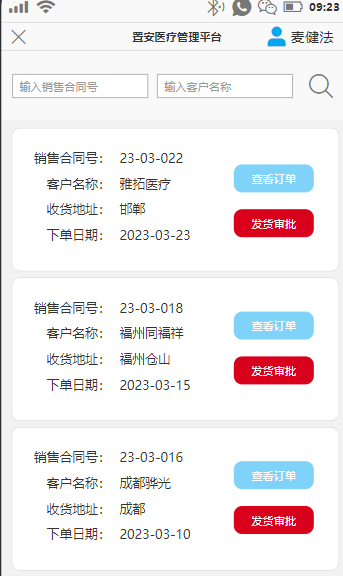 09:23
置安医疗管理平台
麦健法
输入销售合同号
输入客户名称
销售合同号： 23-03-022
客户名称： 雅拓医疗
收货地址： 邯郸
下单日期： 2023-03-23
查看订单
发货审批
销售合同号： 23-03-018
客户名称： 福州同福祥
收货地址： 福州仓山
下单日期： 2023-03-15
查看订单
发货审批
销售合同号： 23-03-016
客户名称： 成都骅光
收货地址： 成都
下单日期： 2023-03-10
查看订单
发货审批